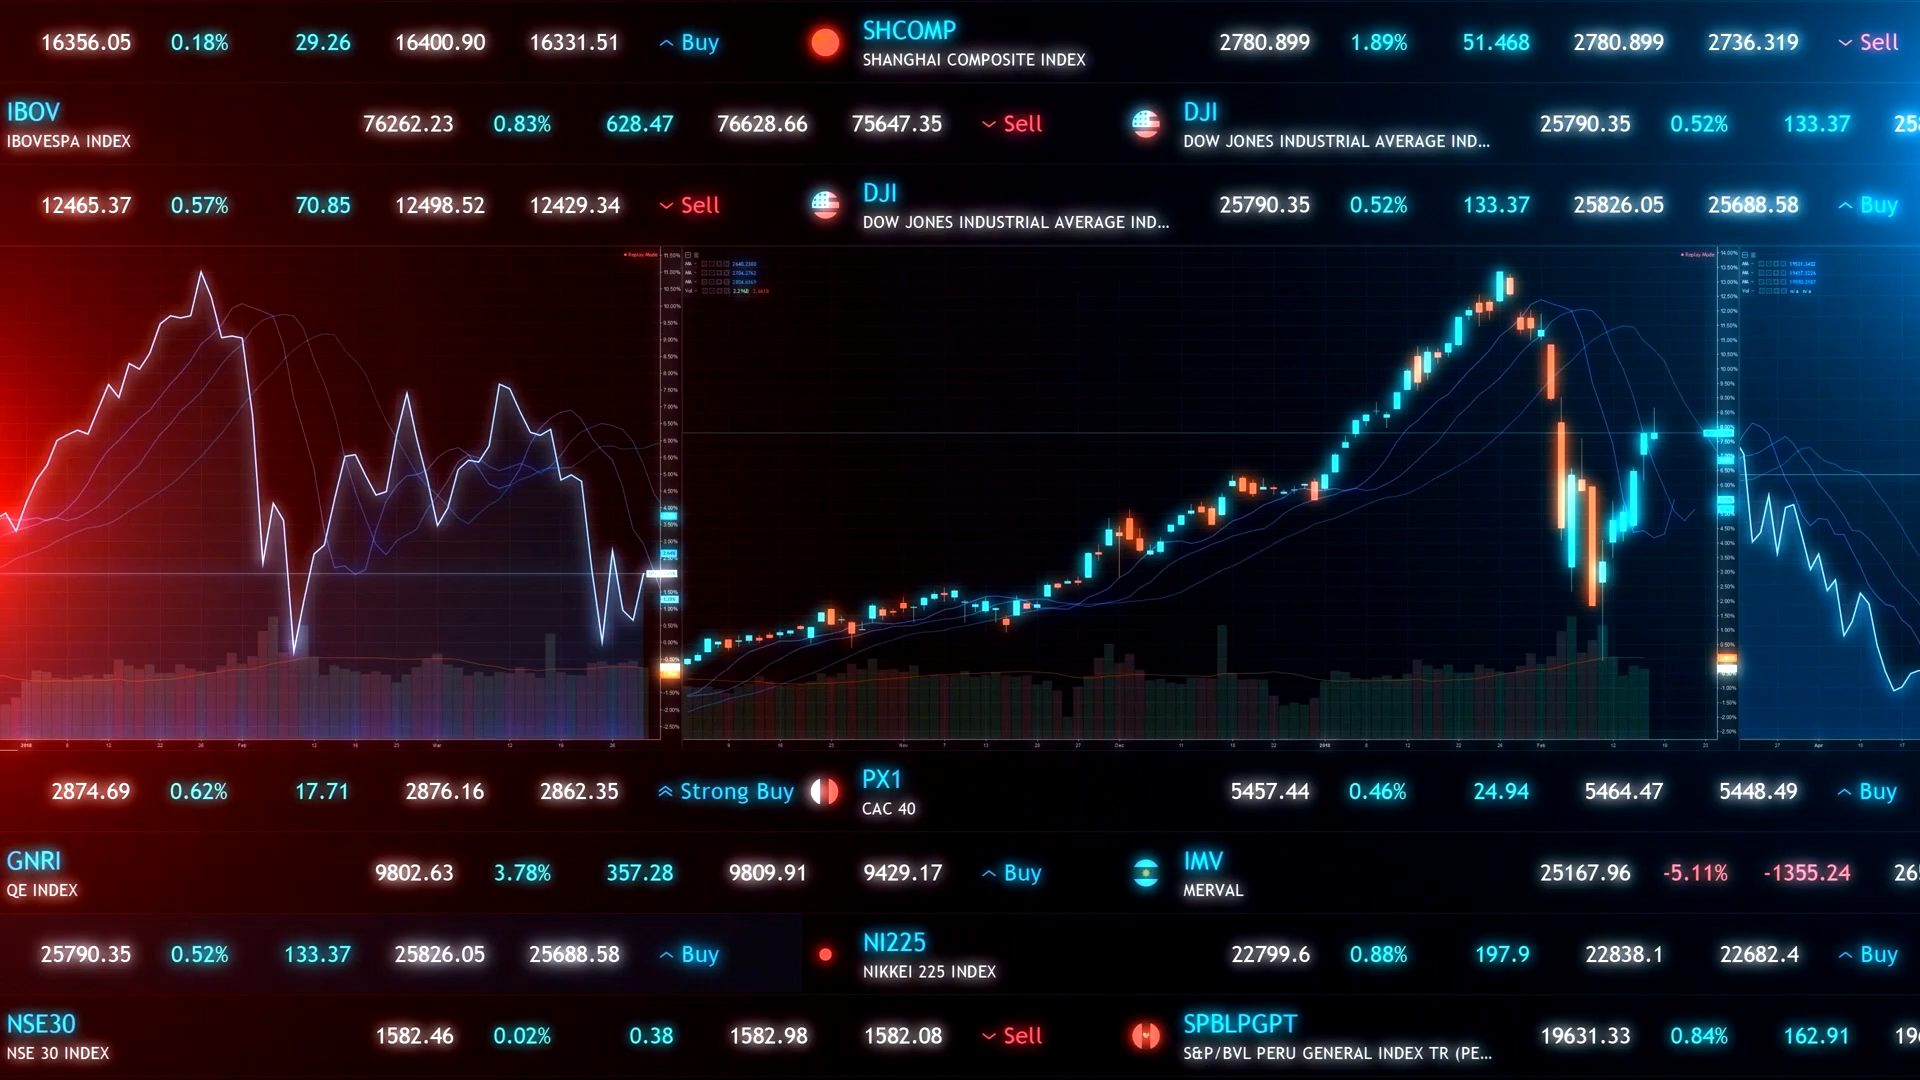 16356.05 0.18% 29.26 16400.90 16331.51 Buy SHCOMP 2780.899 1.89% 51.468 2780.899 2736.319 Sell
SHANGHAI COMPOSITE INDEX
IBOV 76262.23 0.83% 628.47 76628.66 75647.35 Sell DJI 25790.35 0.52% 133.37
IBOVESPA INDEX DOW JONES INDUSTRIAL AVERAGE IND...
12465.37 0.57% 70.85 12498.52 12429.34 Sell DJI 25790.35 0.52% 133.37 25826.05 25688.58 Buy
DOW JONES INDUSTRIAL AVERAGE IND...
Replay Mode Replay Mode
2874.69 0.62% 17.71 2876.16 2862.35 Strong Buy PX1 5457.44 0.46% 24.94 5464.47 5448.49 Buy
CAC 40
GNRI 9802.63 3.78% 357.28 9809.91 9429.17 Buy IMV 25167.96 -5.11% -1355.24
QE INDEX MERVAL
25790.35 0.52% 133.37 25826.05 25688.58 Buy NI225 22799.6 0.88% 197.9 22838.1 22682.4 Buy
NIKKEI 225 INDEX
NSE30 1582.46 0.02% 0.38 1582.98 1582.08 Sell SPBLPGPT 19631.33 0.84% 162.91
NSE 30 INDEX S&P/BVL PERU GENERAL INDEX TR (PE...